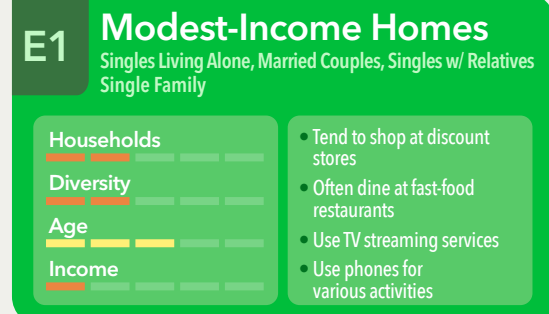 E1
Modest-Income Homes
Singles Living Alone, Married Couples, Singles w/ Relatives
Single Family
Households
Diversity
Age
Income
• Tend to shop at discount
stores
• Often dine at fast-food
restaurants
• Use TV streaming services
• Use phones for
various activities